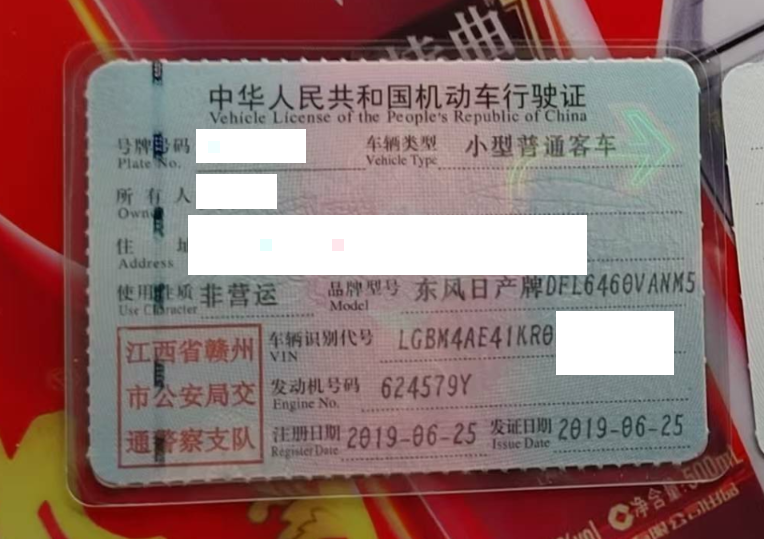 特曲
中华人民共和国机动车行驶证
Vehicle License of the People's Republic of China
号牌号码 车辆类型 小型普通客车
Plate No. Vehicle Type
所有人
Owner
住 址
Address
使用性质 非营运 品牌型号 东风日产牌DFL6460VANM5
Use Character Model
江西省赣州
市公安局交
通警察支队
车辆识别代号 LGBM4AE41KR0
VIN
发动机号码 624579Y
Engine No.
注册日期 2019-06-25 发证日期 2019-06-25
Register Date Issue Date
净含量:500mL